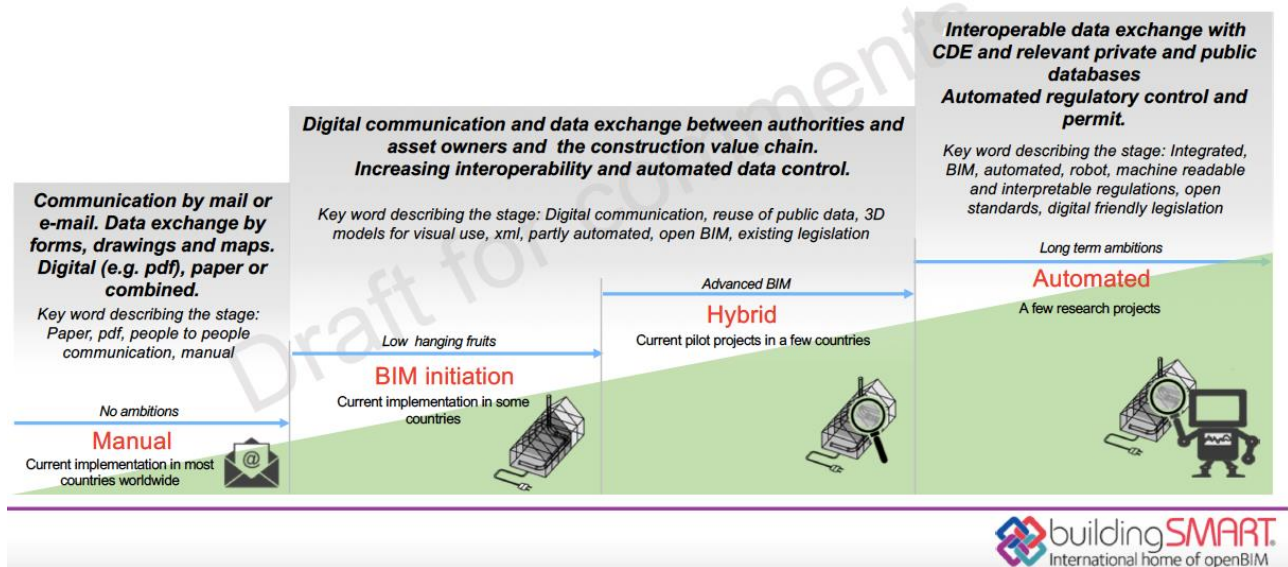 Communication by mail or
e-mail. Data exchange by
forms, drawings and maps.
Digital (e.g. pdf), paper or
combined.
Key word describing the stage:
Paper, pdf, people to people
communication, manual
No ambitions
Manual
Current implementation in most
countries worldwide
@
Digital communication and data exchange between authorities and
asset owners and the construction value chain.
Increasing interoperability and automated data control.
Key word describing the stage: Digital communication, reuse of public data, 3D
models for visual use, xml, partly automated, open BIM, existing legislation
Low hanging fruits
BIM initiation
Current implementation in some
countries
Advanced BIM
Hybrid
Current pilot projects in a few countries
Interoperable data exchange with
CDE and relevant private and public
databases
Automated regulatory control and
permit.
Key word describing the stage: Integrated,
BIM, automated, robot, machine readable
and interpretable regulations, open
standards, digital friendly legislation
Long term ambitions
Automated
A few research projects
Draft for comments
buildingSMART.
International home of openBIM